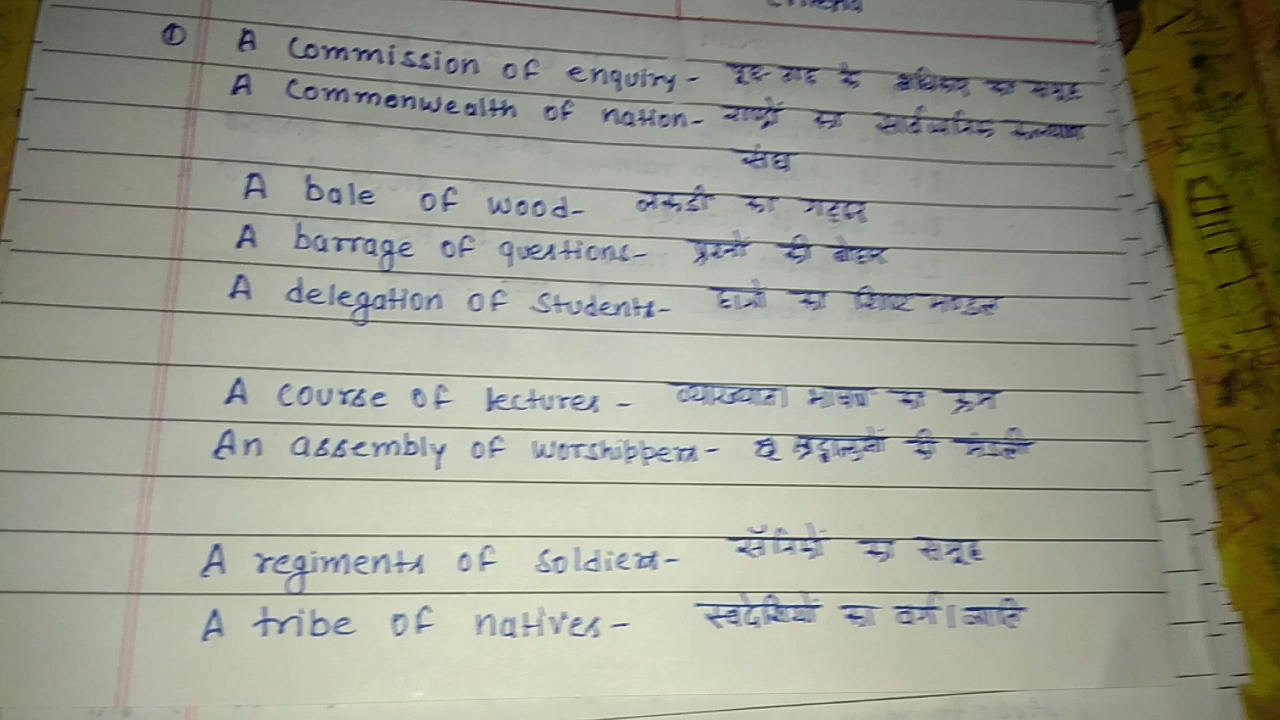 ① A Commission of enquiry - पूछ-ताछ के अधिकार का समूह
A Commonwealth of nation - राष्ट्रों का सार्वजनिक कल्याण
संघ
A bale of wood - लकडी का गट्ठर
A barrage of questions - प्रश्नों की बौछार
A delegation of students - छात्रों का शिष्ट मण्डल
A course of lectures - व्याख्यान। भाषण का क्रम
An assembly of worshippers - श्रद्धालुओं की मंडली
A regiments of soldiers - सैनिकों का समूह
A tribe of natives - स्वदेशियों का वर्ग।जाति